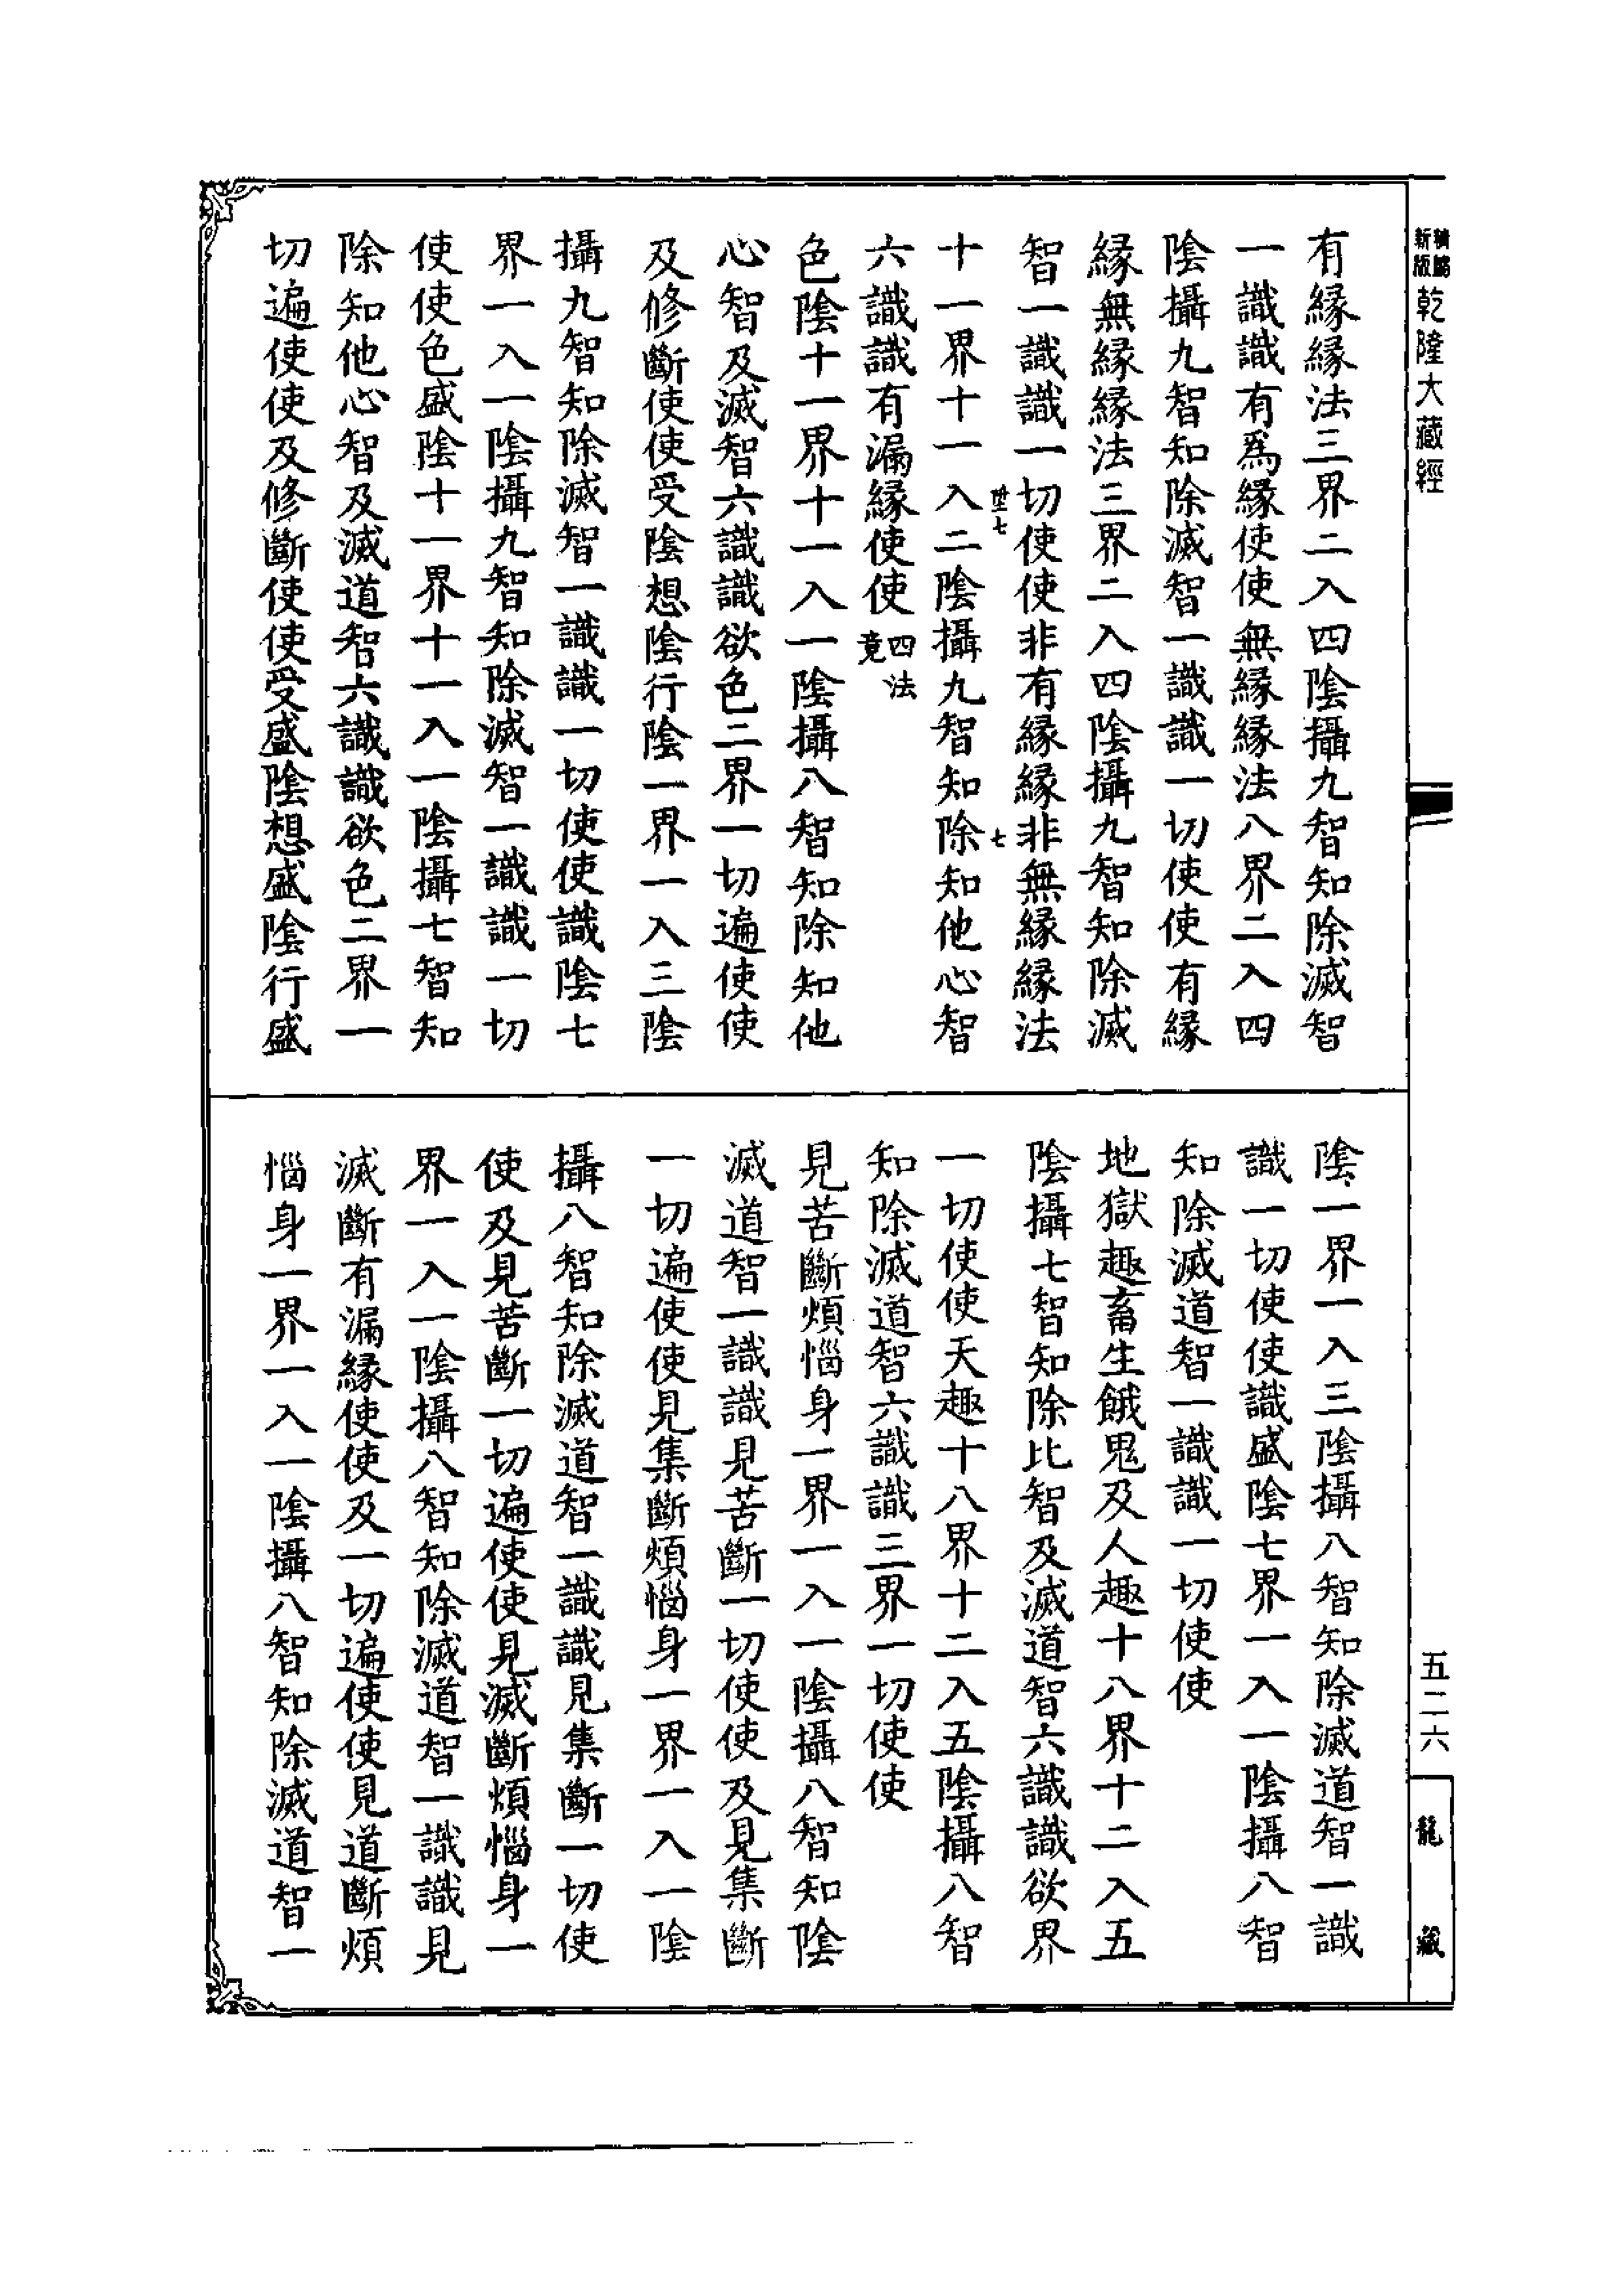 新版 精縮 乾隆大藏經
有縁縁法三界二入四陰攝九智知除滅智
一識識有爲縁使使無縁縁法八界二入四
陰攝九智知除滅智一識識一切使使有縁
縁無縁縁法三界二入四陰攝九智知除滅
智一識識一切使使非有縁縁非無縁縁法
七
十一界十一入二陰攝九智知除知他心智
六識識有漏縁使使四法竟
色陰十一界十一入一陰攝八智知除知他
心智及滅智六識識欲色二界一切遍使使
及修斷使使受陰想陰行陰一界一入三陰
攝九智知除滅智一識識一切使使識陰七
界一入一陰攝九智知除滅智一識識一切
使使色盛陰十一界十一入一陰攝七智知
除知他心智及滅道智六識識欲色二界一
切遍使使及修斷使使受盛陰想盛陰行盛
陰一界一入三陰攝八智知除滅道智一識
識一切使使識盛陰七界一入一陰攝八智
知除滅道智一識識一切使使
地獄趣畜生餓鬼及人趣十八界十二入五
陰攝七智知除比智及滅道智六識識欲界
一切使使天趣十八界十二入五陰攝八智
知除滅道智六識識三界一切使使
見苦斷煩惱身一界一入一陰攝八智知陰
滅道智一識識見苦斷一切使使及見集斷
一切遍使使見集斷煩惱身一界一入一陰
攝八智知除滅道智一識識見集斷一切使
使及見苦斷一切遍使使見滅斷煩惱身一
界一入一陰攝八智知除滅道智一識識見
滅斷有漏縁使使及一切遍使使見道斷煩
惱身一界一入一陰攝八智知除滅道智一
五二六
龍藏